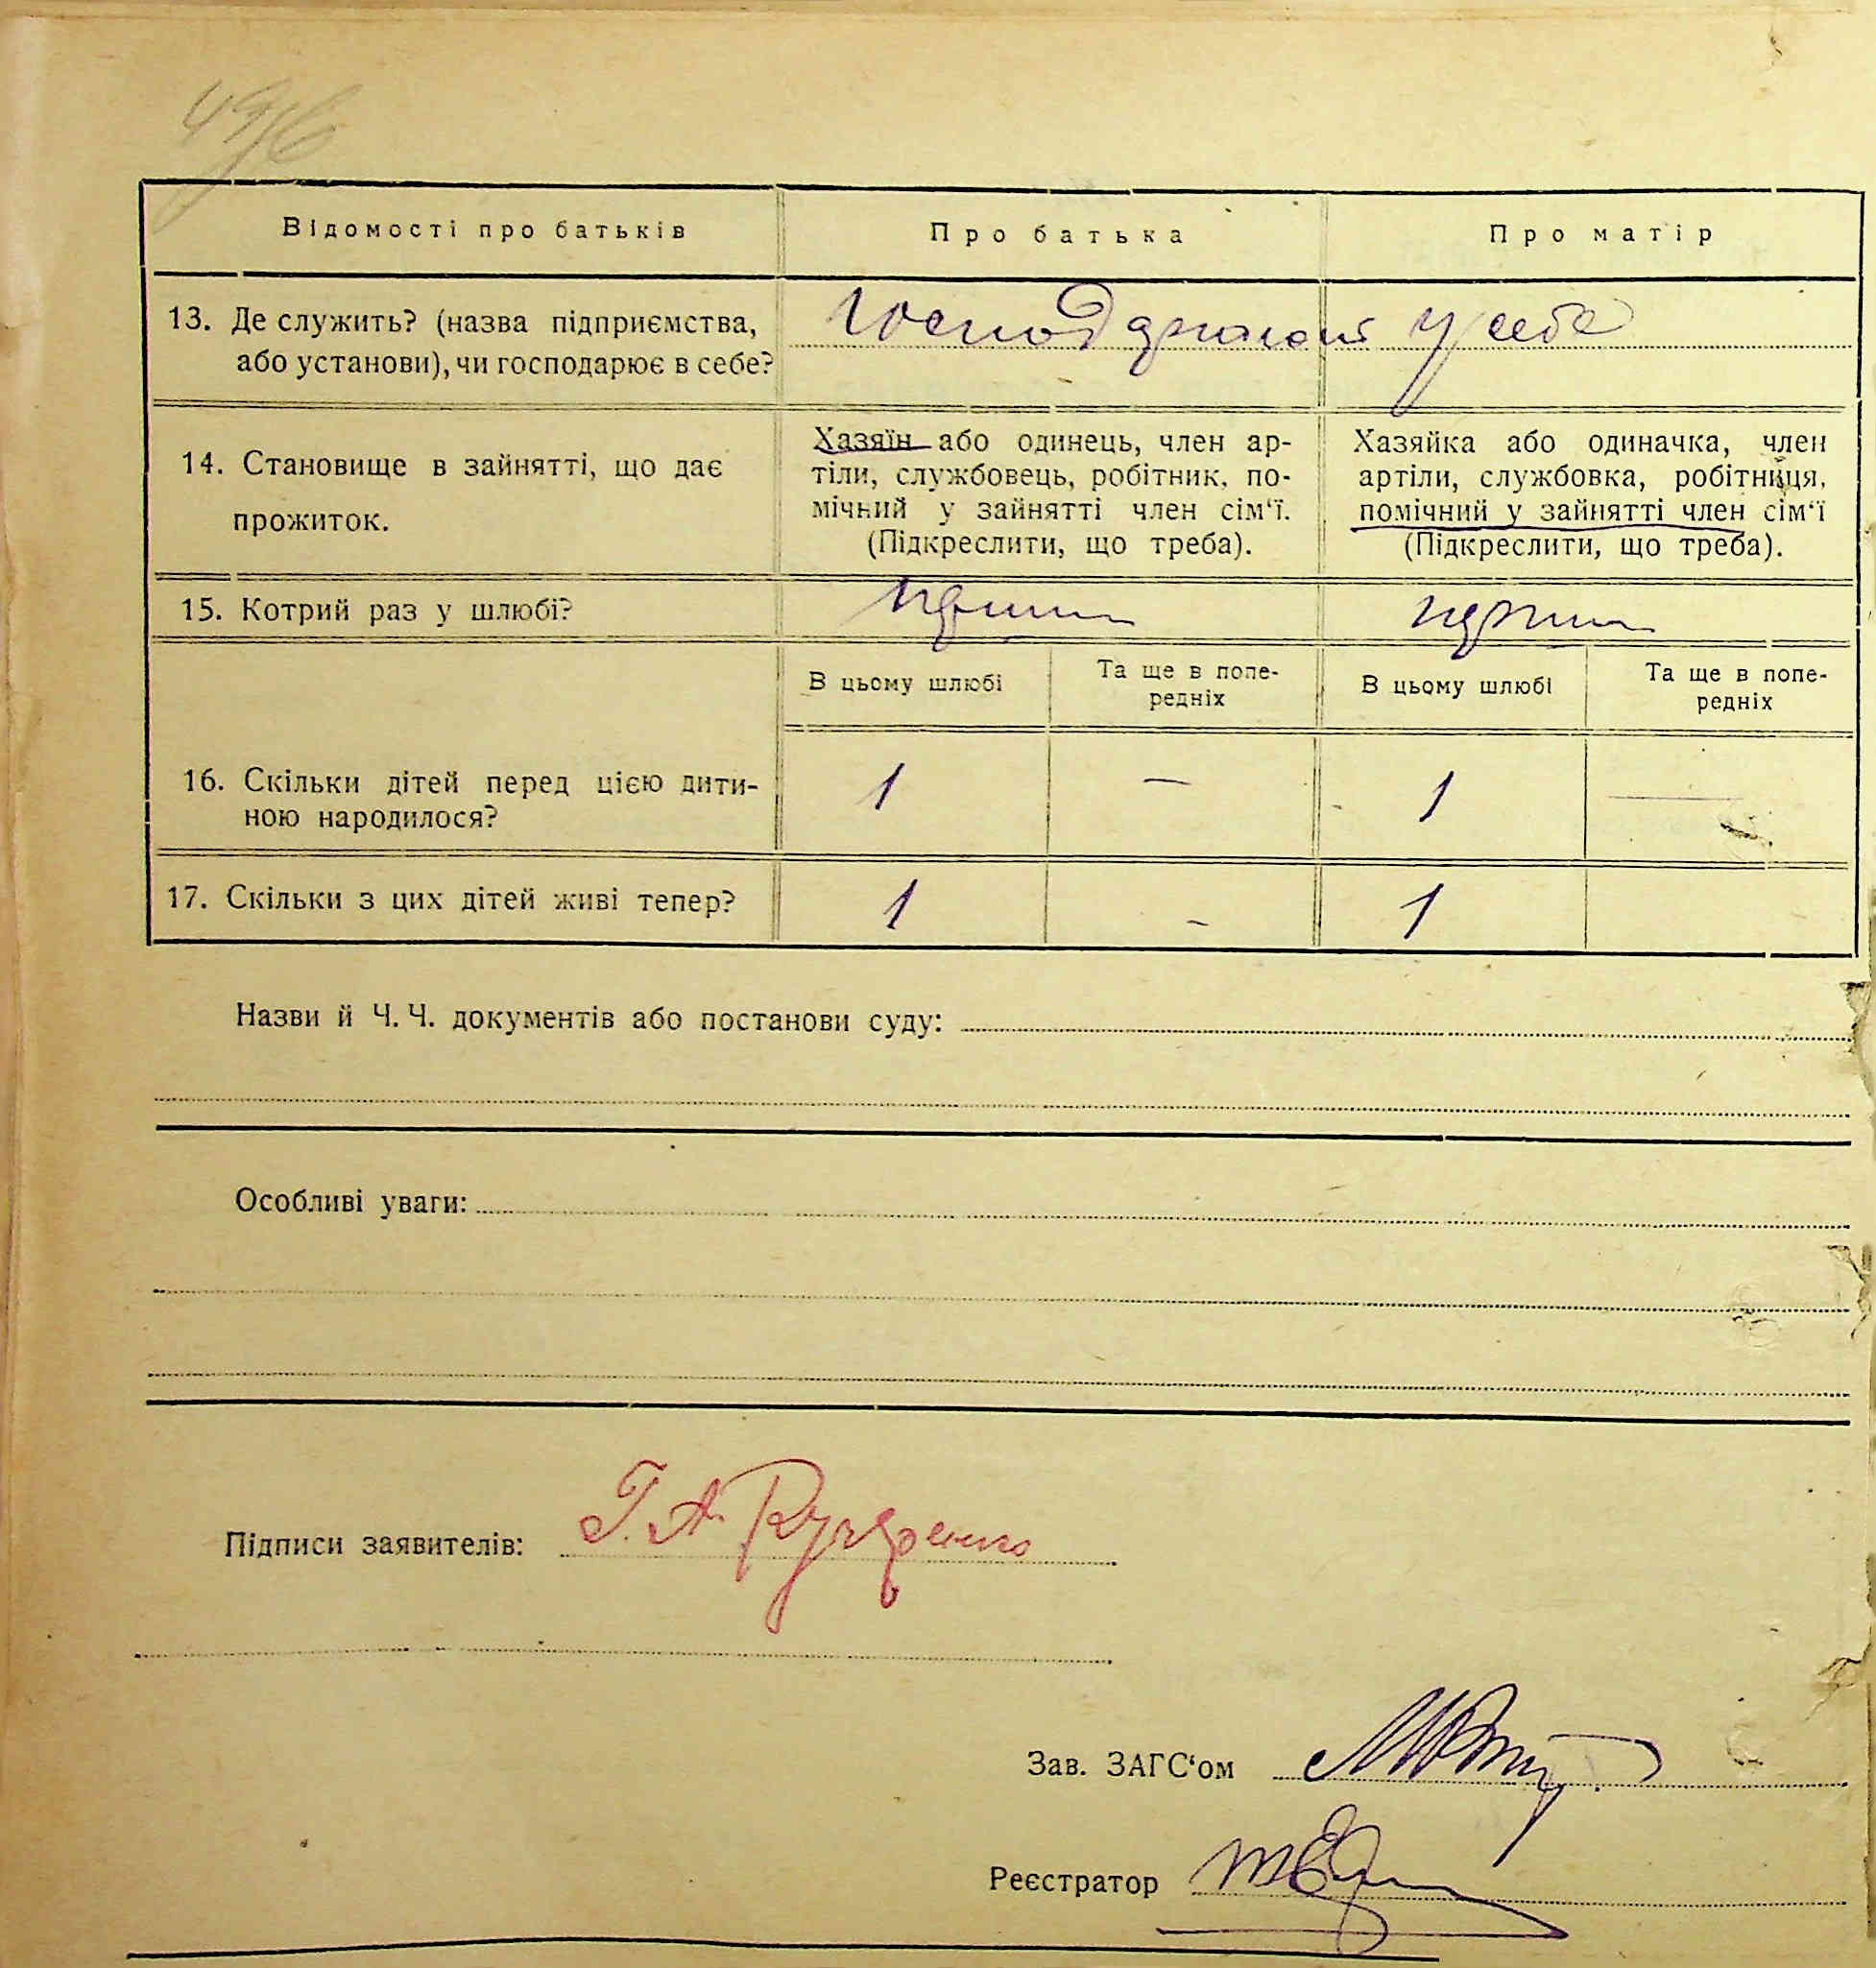 496
Відомості про батьків Про батька Про матір
13. Де служить? (назва підприємства, або установи), чи господарює в себе?
Господарюют у себе
14. Становище в зайнятті, що дає прожиток.
Хазяїн або одинець, член ар-
тіли, службовець, робітник, по-
мічний у зайнятті член сім‘ї.
(Підкреслити, що треба).
Хазяйка або одиначка, член
артіли, службовка, робітниця,
помічний у зайнятті член сім‘ї
(Підкреслити, що треба).
15. Котрий раз у шлюбі?
В цьому шлюбі
Та ще в попе-
редніх
В цьому шлюбі
Та ще в попе-
редніх
16. Скільки дітей перед цією дити-
ною народилося?
1 — 1 —
17. Скільки з цих дітей живі тепер? 1 - 1
Назви й Ч. Ч. документів або постанови суду:
Особливі уваги:
Підписи заявителів:
Зав. ЗАГС‘ом
Реєстратор